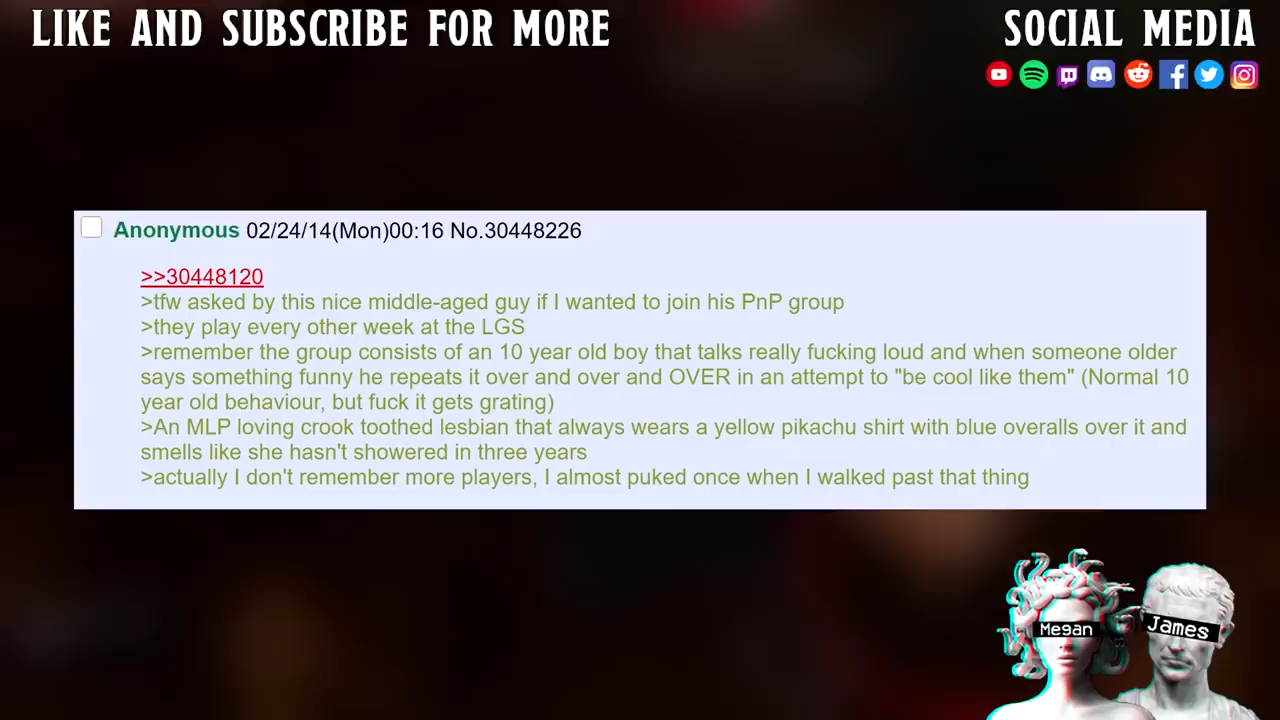 LIKE AND SUBSCRIBE FOR MORE
SOCIAL MEDIA
Anonymous 02/24/14(Mon)00:16 No.30448226
>>30448120
>tfw asked by this nice middle-aged guy if I wanted to join his PnP group
>they play every other week at the LGS
>remember the group consists of an 10 year old boy that talks really fucking loud and when someone older
says something funny he repeats it over and over and OVER in an attempt to "be cool like them" (Normal 10
year old behaviour, but fuck it gets grating)
>An MLP loving crook toothed lesbian that always wears a yellow pikachu shirt with blue overalls over it and
smells like she hasn't showered in three years
>actually I don't remember more players, I almost puked once when I walked past that thing
Megan
James